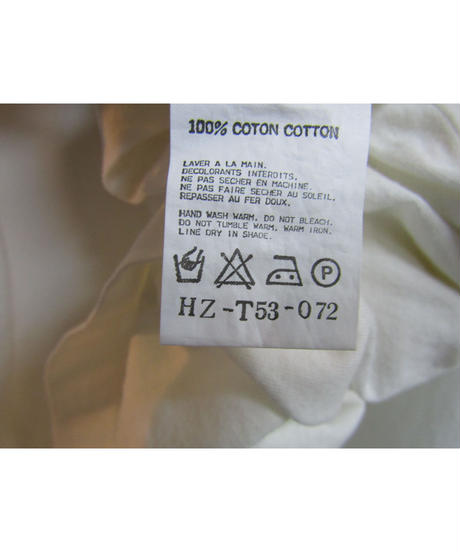 100% COTON COTTON
LAVER A LA MAIN.
DECOLORANTS INTERDITS.
NE PAS SECHER EN MACHINE.
NE PAS FAIRE SECHER AU SOLEIL.
REPASSER AU FER DOUX.
HAND WASH WARM. DO NOT BLEACH.
DO NOT TUMBLE WARM. WARM IRON.
LINE DRY IN SHADE.
P
HZ-T53-072